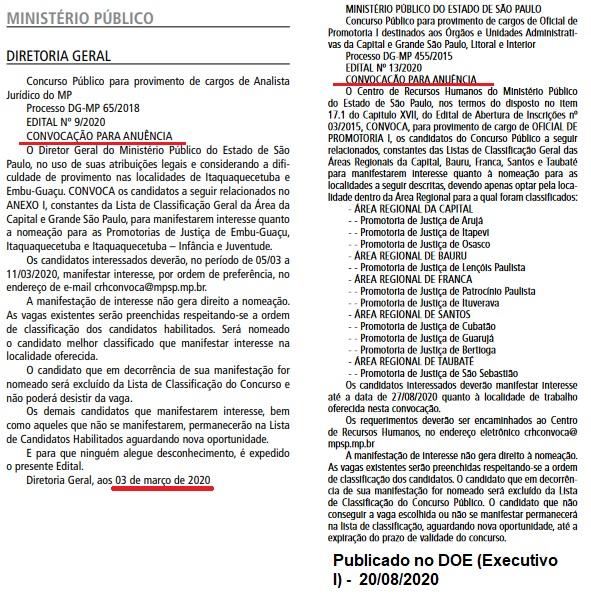 MINISTÉRIO PÚBLICO
DIRETORIA GERAL
Concurso Público para provimento de cargos de Analista
Jurídico do MP
Processo DG-MP 65/2018
EDITAL Nº 9/2020
CONVOCAÇÃO PARA ANUÊNCIA
O Diretor Geral do Ministério Público do Estado de São
Paulo, no uso de suas atribuições legais e considerando a difi-
culdade de provimento nas localidades de Itaquaquecetuba e
Embu-Guaçu. CONVOCA os candidatos a seguir relacionados no
ANEXO I, constantes da Lista de Classificação Geral da Área da
Capital e Grande São Paulo, para manifestarem interesse quanto
a nomeação para as Promotorias de Justiça de Embu-Guaçu,
Itaquaquecetuba e Itaquaquecetuba – Infância e Juventude.
Os candidatos interessados deverão, no período de 05/03 a
11/03/2020, manifestar interesse, por ordem de preferência, no
endereço de e-mail crhconvoca@mpsp.mp.br.
A manifestação de interesse não gera direito a nomeação.
As vagas existentes serão preenchidas respeitando-se a ordem
de classificação dos candidatos habilitados. Será nomeado
o candidato melhor classificado que manifestar interesse na
localidade oferecida.
O candidato que em decorrência de sua manifestação for
nomeado será excluído da Lista de Classificação do Concurso e
não poderá desistir da vaga.
Os demais candidatos que manifestarem interesse, bem
como aqueles que não se manifestarem, permanecerão na Lista
de Candidatos Habilitados aguardando nova oportunidade.
E para que ninguém alegue desconhecimento, é expedido
o presente Edital.
Diretoria Geral, aos 03 de março de 2020
MINISTÉRIO PÚBLICO DO ESTADO DE SÃO PAULO
Concurso Público para provimento de cargos de Oficial de
Promotoria I destinados aos Órgãos e Unidades Administrati-
vas da Capital e Grande São Paulo, Litoral e Interior
Processo DG-MP 455/2015
EDITAL Nº 13/2020
CONVOCAÇÃO PARA ANUÊNCIA
O Centro de Recursos Humanos do Ministério Público
do Estado de São Paulo, nos termos do disposto no item
17.1 do Capitulo XVII, do Edital de Abertura de Inscrições nº
03/2015, CONVOCA, para provimento de cargo de OFICIAL DE
PROMOTORIA I, os candidatos do Concurso Público a seguir
relacionados, constantes das Listas de Classificação Geral das
Áreas Regionais da Capital, Bauru, Franca, Santos e Taubaté
para manifestarem interesse quanto à nomeação para as
localidades a seguir descritas, devendo apenas optar pela loca-
lidade dentro da Área Regional para a qual foram classificados:
- ÁREA REGIONAL DA CAPITAL
- - Promotoria de Justiça de Arujá
- - Promotoria de Justiça de Itapevi
- - Promotoria de Justiça de Osasco
- ÁREA REGIONAL DE BAURU
- - Promotoria de Justiça de Lençóis Paulista
- ÁREA REGIONAL DE FRANCA
- - Promotoria de Justiça de Patrocínio Paulista
- - Promotoria de Justiça de Ituverava
- ÁREA REGIONAL DE SANTOS
- - Promotoria de Justiça de Cubatão
- - Promotoria de Justiça de Guarujá
- - Promotoria de Justiça de Bertioga
- ÁREA REGIONAL DE TAUBATÉ
- - Promotoria de Justiça de São Sebastião
Os candidatos interessados deverão manifestar interesse
até a data de 27/08/2020 quanto à localidade de trabalho
oferecida nesta convocação.
Os requerimentos deverão ser encaminhados ao Centro
de Recursos Humanos, no endereço eletrônico crhconvoca@
mpsp.mp.br
A manifestação de interesse não gera direito à nomeação.
As vagas existentes serão preenchidas respeitando-se a ordem
de classificação dos candidatos. O candidato que em decorrên-
cia de sua manifestação for nomeado será excluído da Lista
de Classificação do Concurso Público. O candidato que não
conseguir a vaga escolhida ou não se manifestar permanecerá
na lista de classificação, aguardando nova oportunidade, até a
expiração do prazo de validade do concurso.
Publicado no DOE (Executivo
I) - 20/08/2020